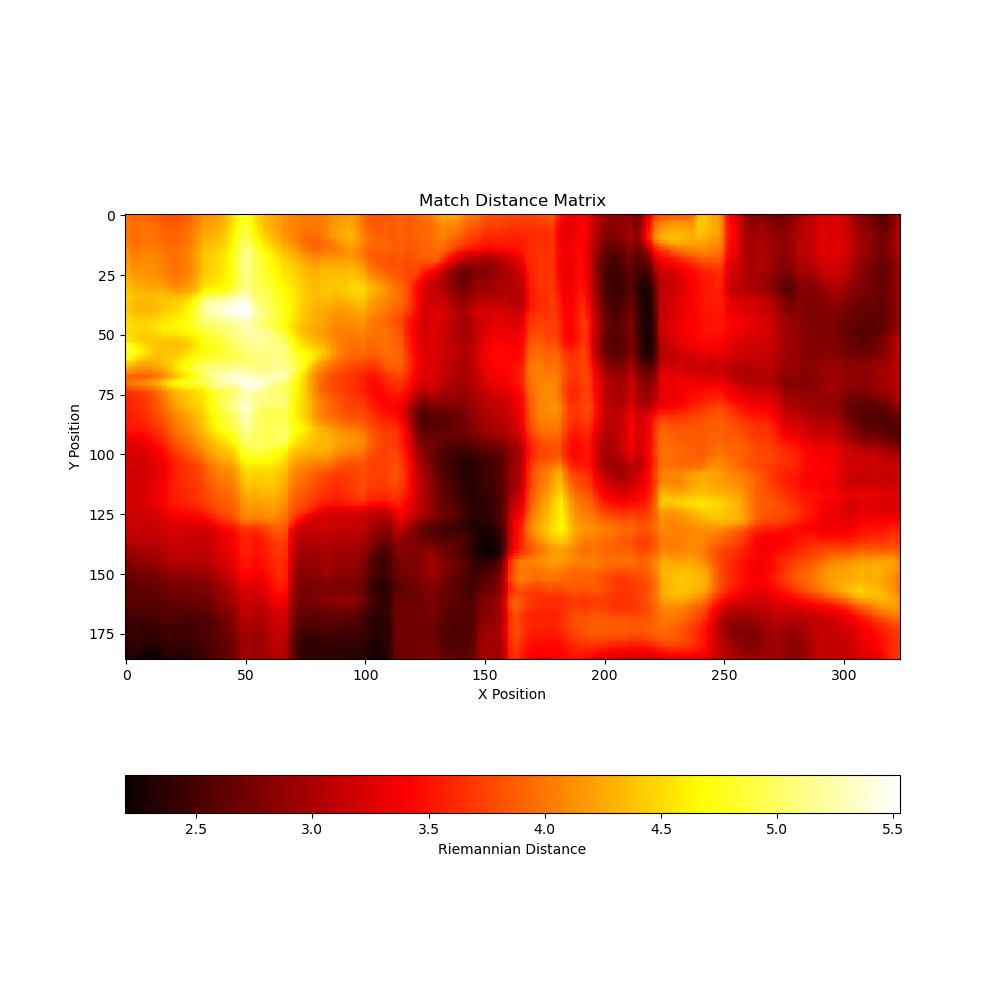 Match Distance Matrix
0
25
50
75
100
125
150
175
Y Position
0 50 100 150 200 250 300
X Position
2.5 3.0 3.5 4.0 4.5 5.0 5.5
Riemannian Distance